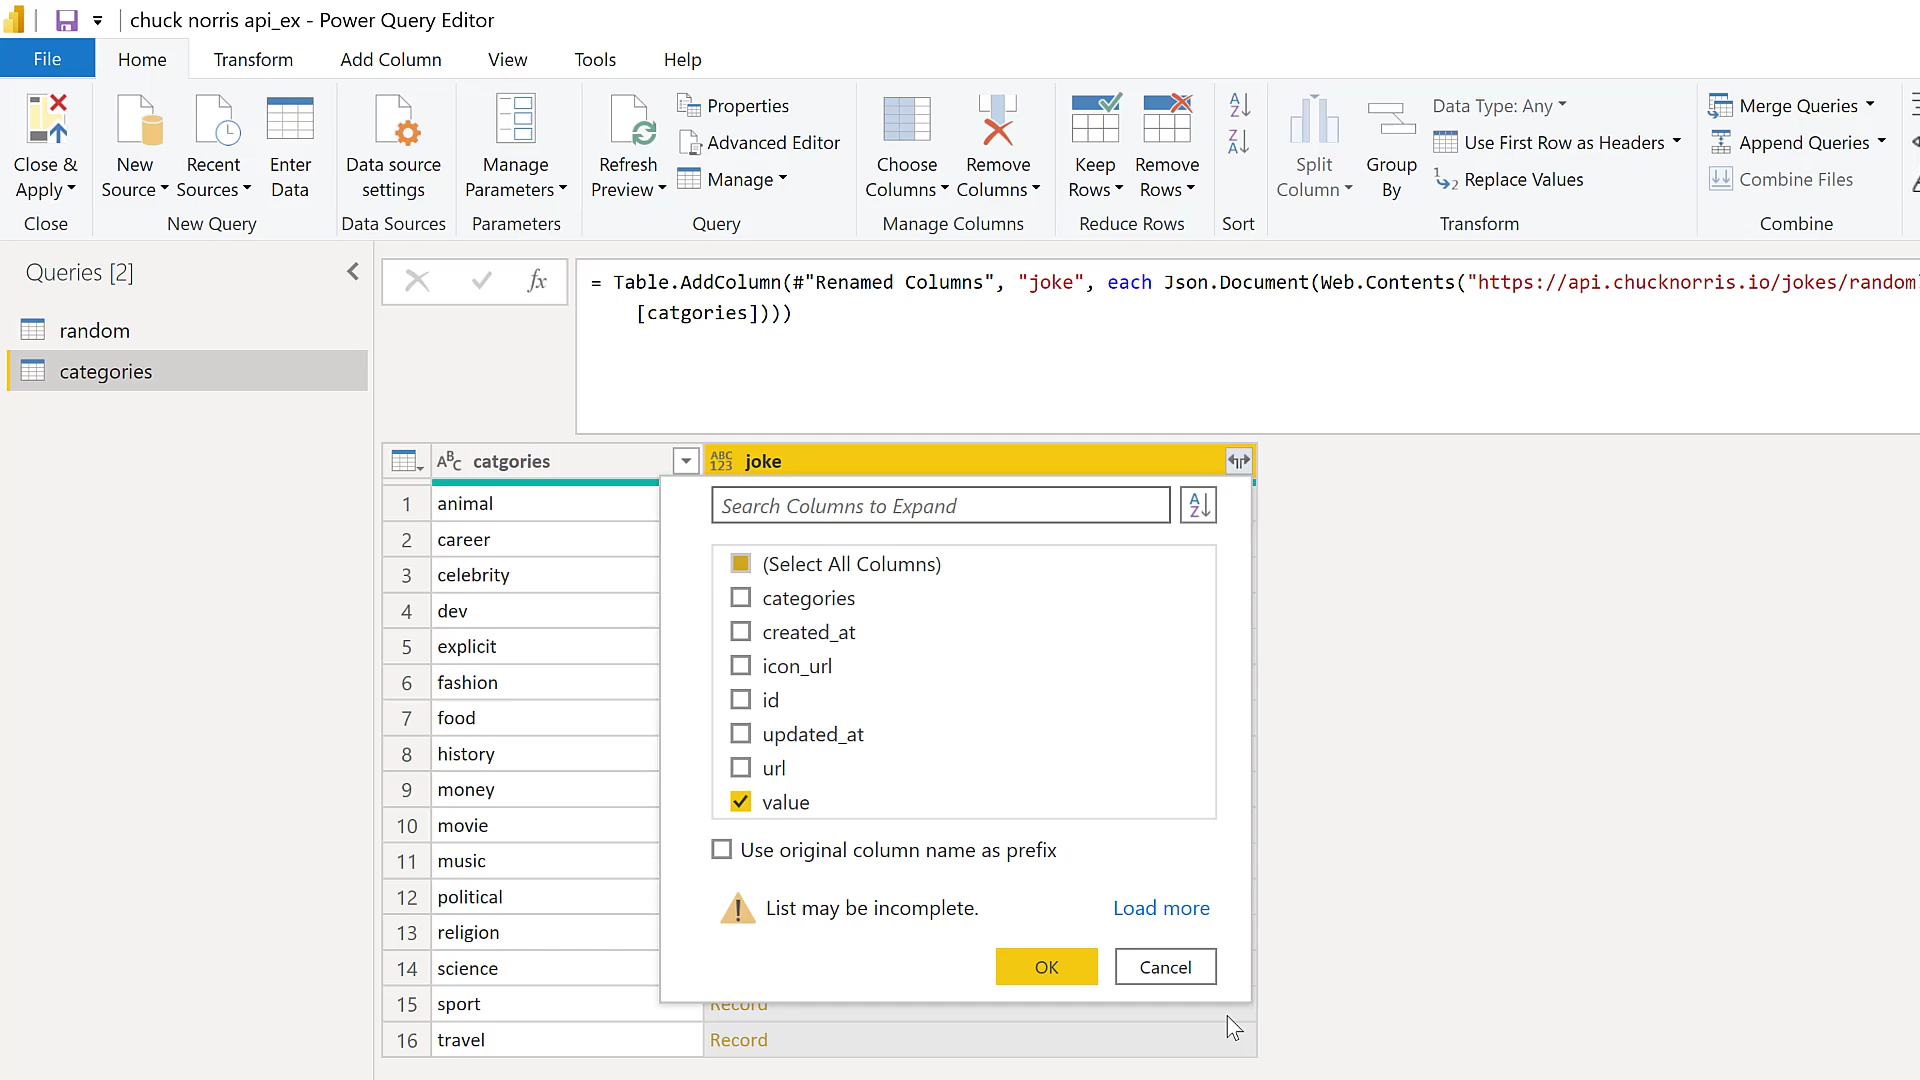 chuck norris api_ex - Power Query Editor
File Home Transform Add Column View Tools Help
Close & Apply
Close
New Source
Recent Sources
Enter Data
New Query
Data source settings
Data Sources
Manage Parameters
Parameters
Refresh Preview
Properties
Advanced Editor
Manage
Query
Choose Columns
Remove Columns
Manage Columns
Keep Rows
Remove Rows
Reduce Rows
Sort
Split Column
Group By
Data Type: Any
Use First Row as Headers
Replace Values
Transform
Merge Queries
Append Queries
Combine Files
Combine
Queries [2]
random
categories
fx
= Table.AddColumn(#"Renamed Columns", "joke", each Json.Document(Web.Contents("https://api.chucknorris.io/jokes/random
[catgories])))
ABC catgories
ABC 123 joke
1 animal
2 career
3 celebrity
4 dev
5 explicit
6 fashion
7 food
8 history
9 money
10 movie
11 music
12 political
13 religion
14 science
15 sport Record
16 travel Record
Search Columns to Expand
AZ
(Select All Columns)
categories
created_at
icon_url
id
updated_at
url
value
Use original column name as prefix
List may be incomplete. Load more
OK Cancel